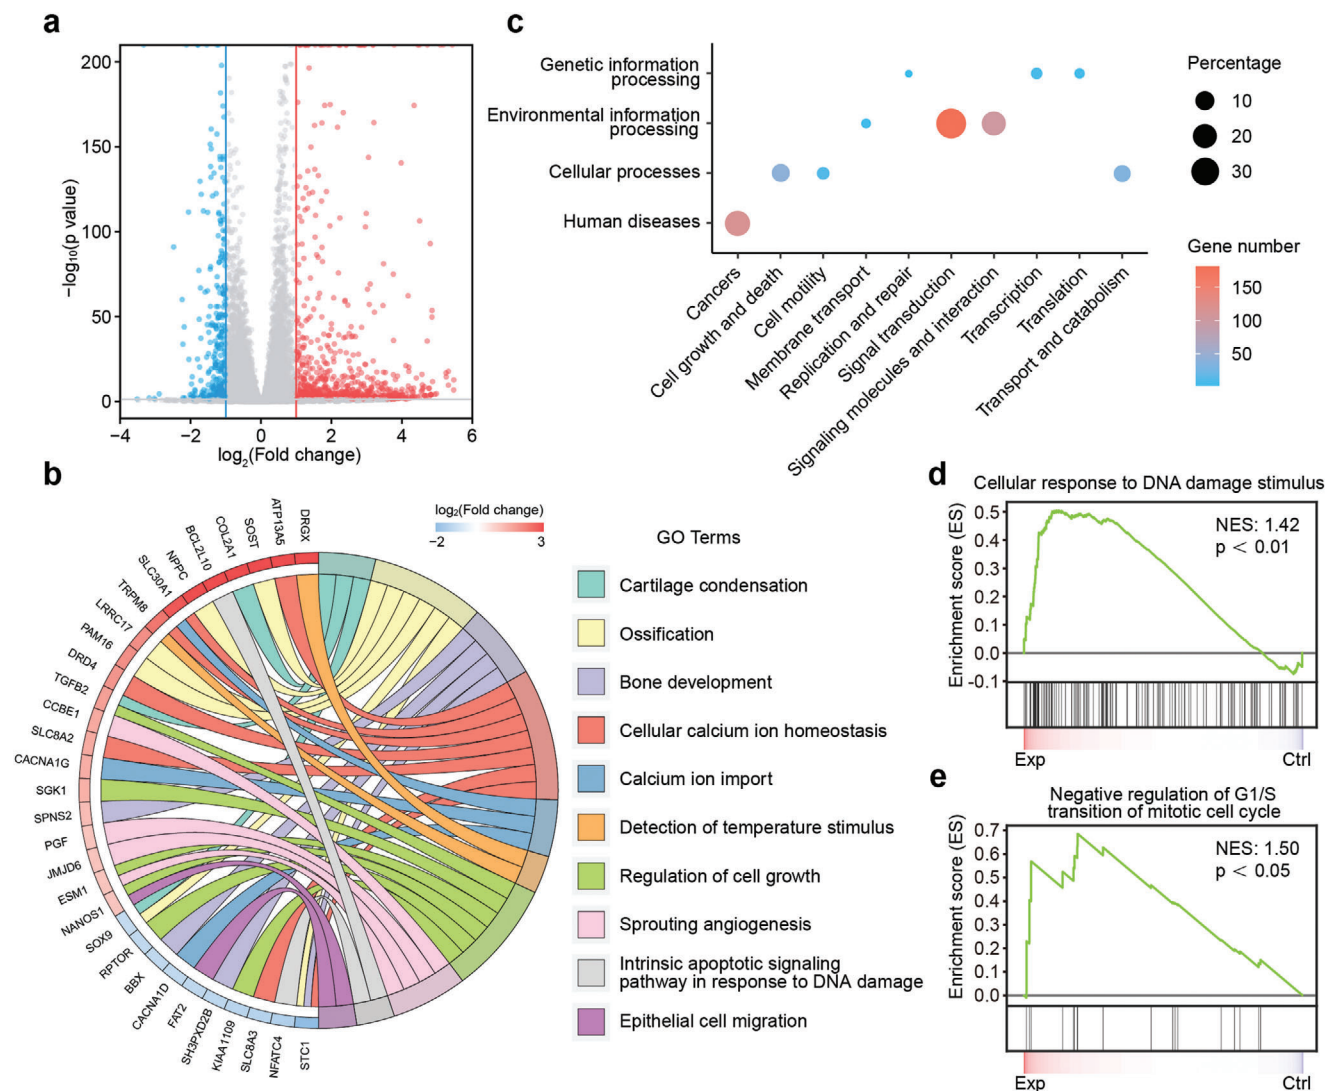 a
−log₁₀(p value)
200
150
100
50
0
−4
−2
0
2
4
6
log₂(Fold change)
c
Genetic information
processing
Environmental information
processing
Cellular processes
Human diseases
Cancers
Cell growth and death
Cell motility
Membrane transport
Replication and repair
Signal transduction
Signaling molecules and interaction
Transcription
Translation
Transport and catabolism
Percentage
10
20
30
Gene number
150
100
50
b
log₂(Fold change)
−2
3
DRGX
ATP13A5
SOST
COL2A1
BCL2L10
NPPC
SLC30A1
TRPM8
LRRC17
PAM16
DRD4
TGFB2
CCBE1
SLC8A2
CACNA1G
SGK1
SPNS2
PGF
JMJD6
ESM1
NANOS1
SOX9
RPTOR
BBX
CACNA1D
FAT2
SH3PXD2B
KIAA1109
SLC8A3
NFATC4
STC1
GO Terms
Cartilage condensation
Ossification
Bone development
Cellular calcium ion homeostasis
Calcium ion import
Detection of temperature stimulus
Regulation of cell growth
Sprouting angiogenesis
Intrinsic apoptotic signaling
pathway in response to DNA damage
Epithelial cell migration
d
Cellular response to DNA damage stimulus
Enrichment score (ES)
0.5
0.4
0.3
0.2
0.1
0.0
-0.1
NES: 1.42
p < 0.01
Exp
Ctrl
e
Negative regulation of G1/S
transition of mitotic cell cycle
Enrichment score (ES)
0.7
0.6
0.5
0.4
0.3
0.2
0.1
0.0
NES: 1.50
p < 0.05
Exp
Ctrl